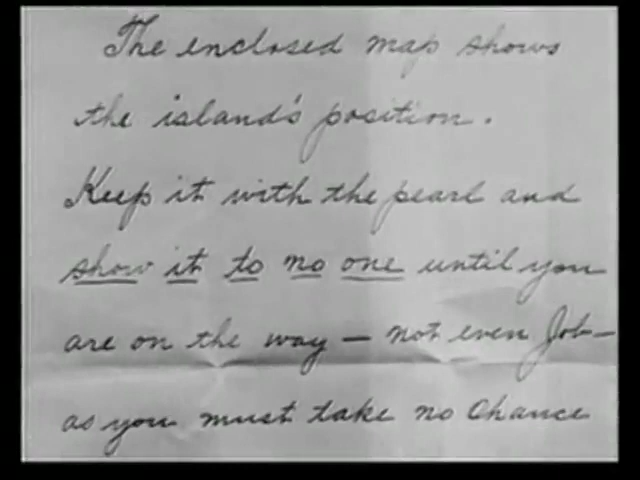 The enclosed map shows
the island's position.
Keep it with the pearl and
show it to no one until you
are on the way — not even Job—
as you must take no chance